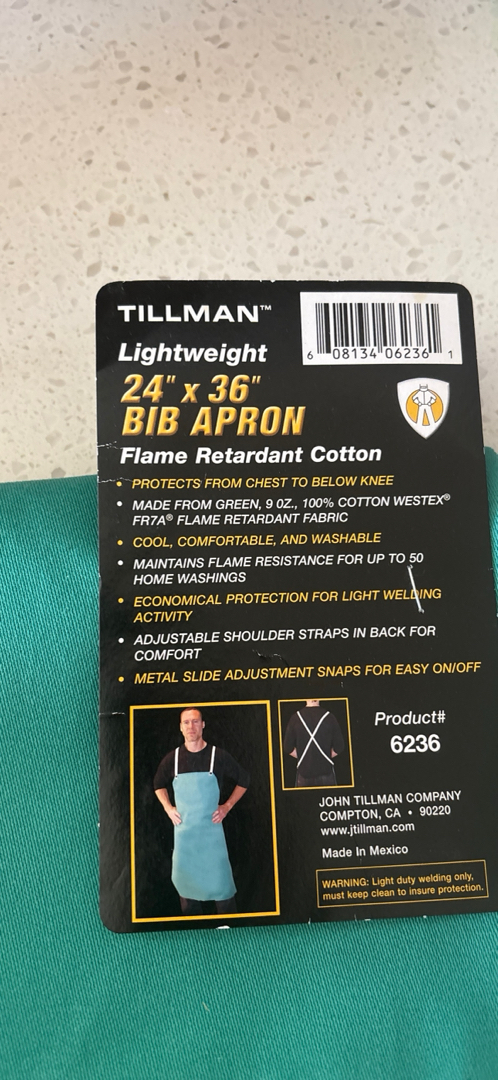 TILLMAN™
6 08134 06236 1
Lightweight
24" x 36"
BIB APRON
Flame Retardant Cotton
• PROTECTS FROM CHEST TO BELOW KNEE
• MADE FROM GREEN, 9 OZ., 100% COTTON WESTEX®
FR7A® FLAME RETARDANT FABRIC
• COOL, COMFORTABLE, AND WASHABLE
• MAINTAINS FLAME RESISTANCE FOR UP TO 50
HOME WASHINGS
• ECONOMICAL PROTECTION FOR LIGHT WELDING
ACTIVITY
• ADJUSTABLE SHOULDER STRAPS IN BACK FOR
COMFORT
• METAL SLIDE ADJUSTMENT SNAPS FOR EASY ON/OFF
Product#
6236
JOHN TILLMAN COMPANY
COMPTON, CA • 90220
www.jtillman.com
Made In Mexico
WARNING: Light duty welding only,
must keep clean to insure protection.